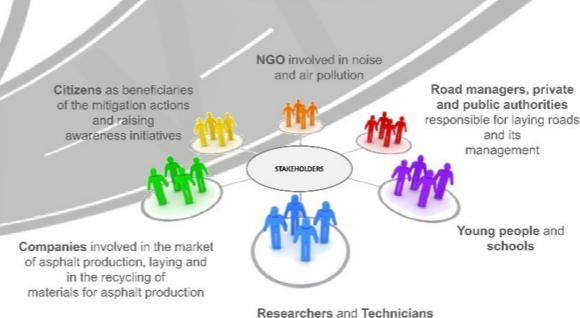 NGO involved in noise
and air pollution
Citizens as beneficiaries
of the mitigation actions
and raising
awareness initiatives
Road managers, private
and public authorities
responsible for laying roads
and its
management
STAKEHOLDERS
Companies involved in the market
of asphalt production, laying and
in the recycling of
materials for asphalt production
Young people and
schools
Researchers and Technicians